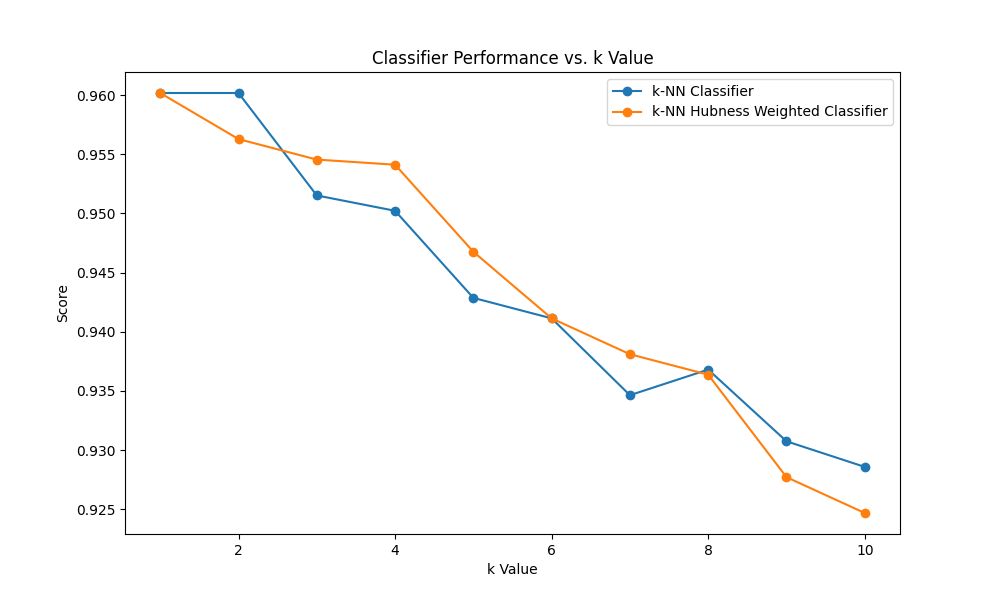 Classifier Performance vs. k Value
k-NN Classifier
k-NN Hubness Weighted Classifier
0.960
0.955
0.950
0.945
0.940
0.935
0.930
0.925
Score
2
4
6
8
10
k Value